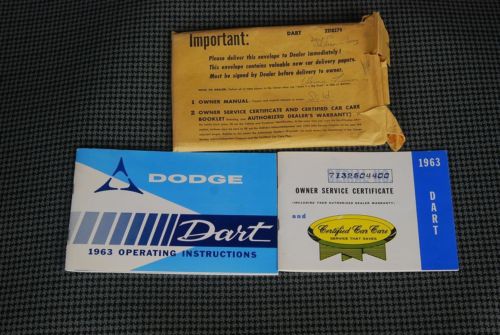 Important:
DART
Please deliver this envelope to Dealer immediately!
This envelope contains valuable new car delivery papers.
Must be signed by Dealer before delivery to owner.
1 OWNER MANUAL
2 OWNER SERVICE CERTIFICATE AND CERTIFIED CAR CARE
BOOKLET
AUTHORIZED DEALER'S WARRANTY
DODGE
Dart
1963 OPERATING INSTRUCTIONS
1963
7132604400
OWNER SERVICE CERTIFICATE
(INCLUDING YOUR AUTHORIZED DEALER WARRANTY)
and
Certified Car Care
SERVICE THAT SAVES
DART